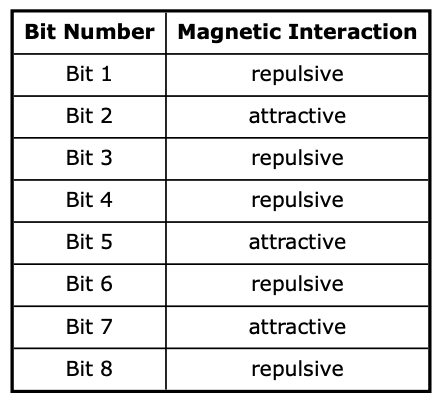 Bit Number Magnetic Interaction
Bit 1 repulsive
Bit 2 attractive
Bit 3 repulsive
Bit 4 repulsive
Bit 5 attractive
Bit 6 repulsive
Bit 7 attractive
Bit 8 repulsive